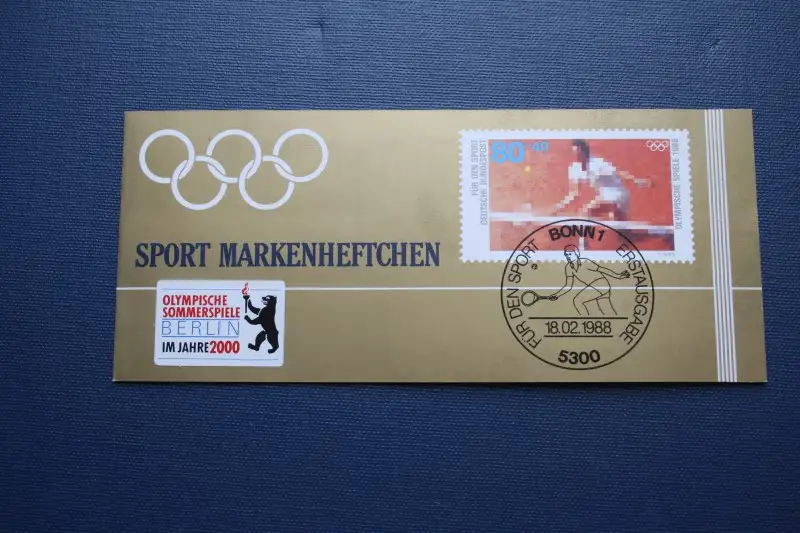 SPORT MARKENHEFTCHEN
OLYMPISCHE
SOMMERSPIELE
BERLIN
IM JAHRE 2000
80+40
FÜR DEN SPORT
DEUTSCHE BUNDESPOST
OLYMPISCHE SPIELE 1988
FÜR DEN SPORT BONN 1 ERSTAUSGABE
18.02.1988
5300